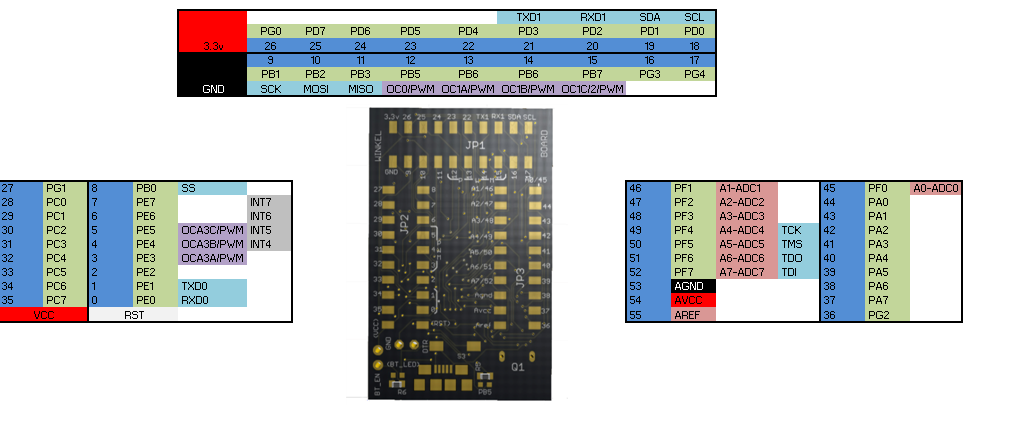 TXD1 RXD1 SDA SCL
PG0 PD7 PD6 PD5 PD4 PD3 PD2 PD1 PD0
3.3v 26 25 24 23 22 21 20 19 18
9 10 11 12 13 14 15 16 17
PB1 PB2 PB3 PB5 PB6 PB6 PB7 PG3 PG4
GND SCK MOSI MISO OC0/PWM OC1A/PWM OC1B/PWM OC1C/2/PWM
27 PG1 8 PB0 SS
28 PC0 7 PE7 INT7
29 PC1 6 PE6 INT6
30 PC2 5 PE5 OCA3C/PWM INT5
31 PC3 4 PE4 OCA3B/PWM INT4
32 PC4 3 PE3 OCA3A/PWM
33 PC5 2 PE2
34 PC6 1 PE1 TXD0
35 PC7 0 PE0 RXD0
VCC RST
3.3v 26 25 24 23 22 TX1 RX1 SDA SCL
WINKEL
JP1
BOARD
GND 9 10 11 12 13 14 15 16 17
27 A1/46 A0/45
28 A2/47 44
29 A3/48 43
JP2
30 A4/49 42
31 A5/50 41
32 A6/51 40
JP3
33 A7/52 39
34 Agnd 38
35 Avcc 37
Aref 36
(VCC) GND (RST)
DTR S3
(BT_LED) Q1
BT_EN R6 R9 PB5
46 PF1 A1-ADC1 45 PF0 A0-ADC0
47 PF2 A2-ADC2 44 PA0
48 PF3 A3-ADC3 43 PA1
49 PF4 A4-ADC4 TCK 42 PA2
50 PF5 A5-ADC5 TMS 41 PA3
51 PF6 A6-ADC6 TDO 40 PA4
52 PF7 A7-ADC7 TDI 39 PA5
53 AGND 38 PA6
54 AVCC 37 PA7
55 AREF 36 PG2